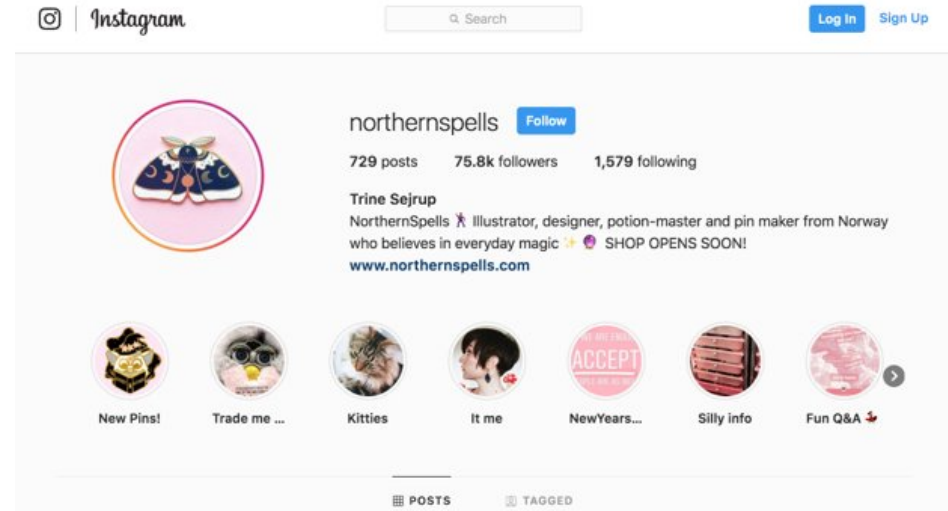 Instagram
Search
Log In
Sign Up
northernspells
Follow
729 posts
75.8k followers
1,579 following
Trine Sejrup
NorthernSpells 🕺 Illustrator, designer, potion-master and pin maker from Norway
who believes in everyday magic ✨ 🔮 SHOP OPENS SOON!
www.northernspells.com
ACCEPT
New Pins!
Trade me ...
Kitties
It me
NewYears...
Silly info
Fun Q&A 💃
POSTS
TAGGED